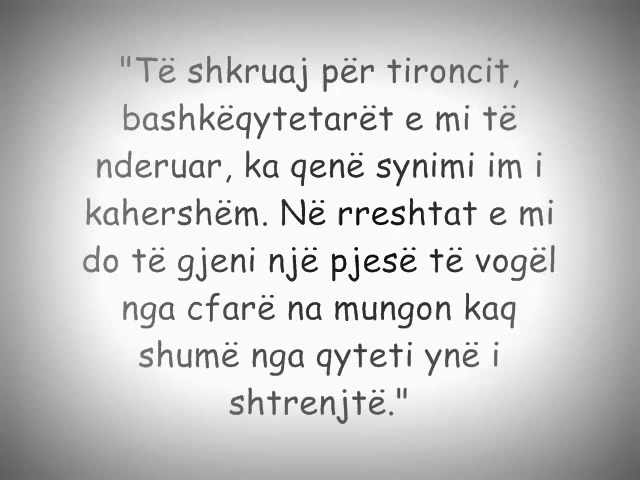 "Të shkruaj për tironcit,
bashkëqytetarët e mi të
nderuar, ka qenë synimi im i
kahershëm. Në rreshtat e mi
do të gjeni një pjesë të vogël
nga cfarë na mungon kaq
shumë nga qyteti ynë i
shtrenjtë."